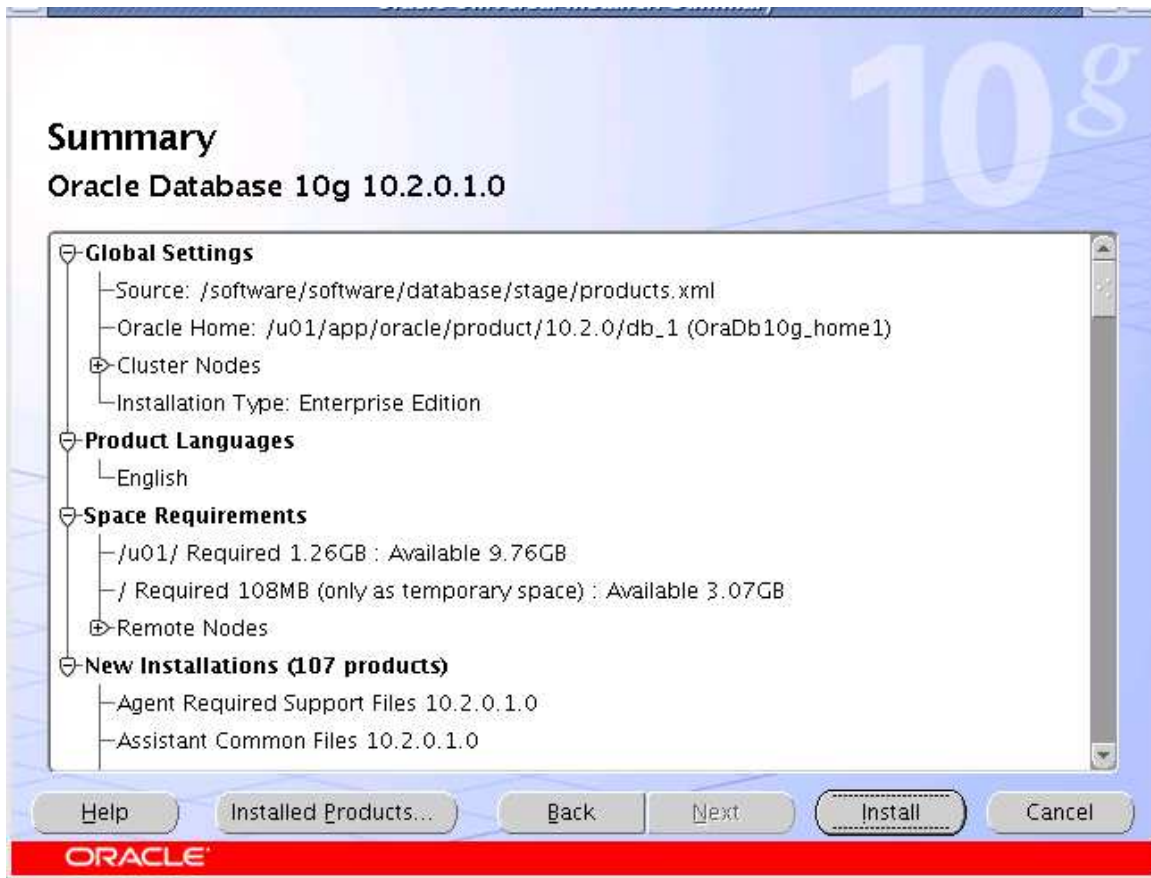 10g
Summary
Oracle Database 10g 10.2.0.1.0
Global Settings
Source: /software/software/database/stage/products.xml
Oracle Home: /u01/app/oracle/product/10.2.0/db_1 (OraDb10g_home1)
Cluster Nodes
Installation Type: Enterprise Edition
Product Languages
English
Space Requirements
/u01/ Required 1.26GB : Available 9.76GB
/ Required 108MB (only as temporary space) : Available 3.07GB
Remote Nodes
New Installations (107 products)
Agent Required Support Files 10.2.0.1.0
Assistant Common Files 10.2.0.1.0
Help Installed Products... Back Next Install Cancel
ORACLE